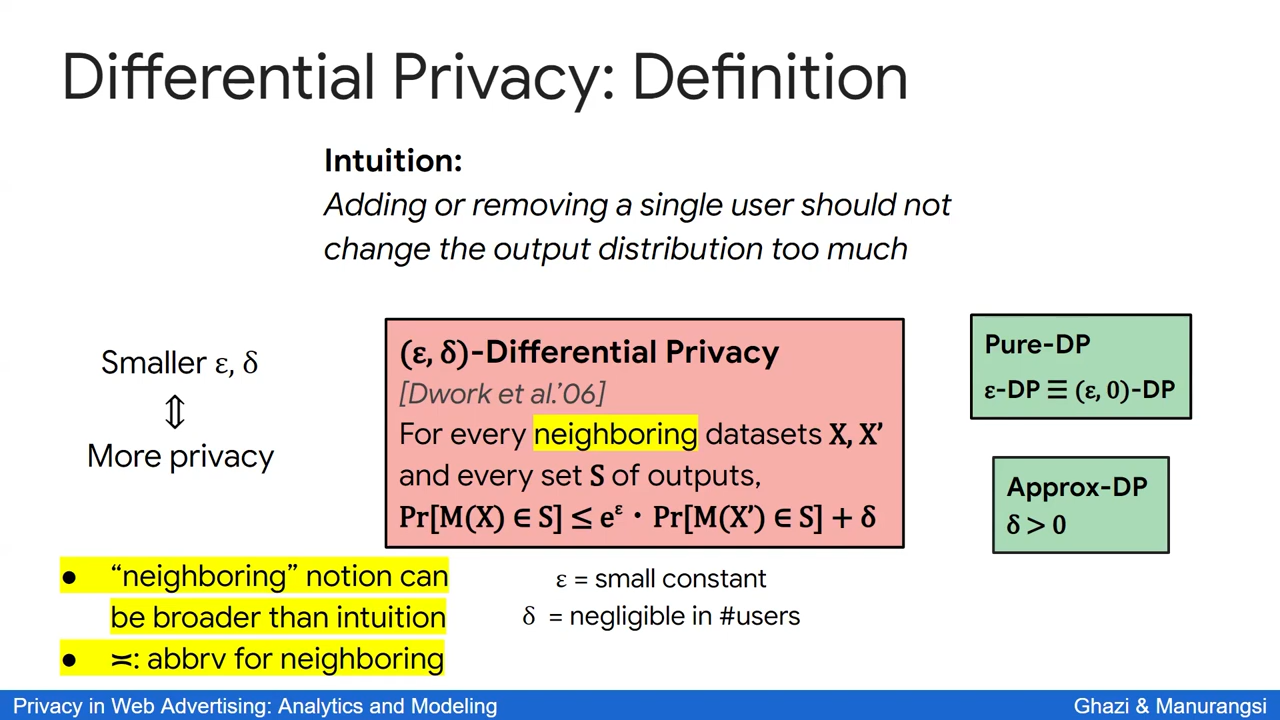 Differential Privacy: Definition
Intuition:
Adding or removing a single user should not
change the output distribution too much
Smaller ε, δ
⇕
More privacy
(ε, δ)-Differential Privacy
[Dwork et al.’06]
For every neighboring datasets X, X’
and every set S of outputs,
Pr[M(X) ∈ S] ≤ e^ε · Pr[M(X’) ∈ S] + δ
Pure-DP
ε-DP ≡ (ε, 0)-DP
Approx-DP
δ > 0
● “neighboring” notion can
be broader than intuition
● ≍: abbrv for neighboring
ε = small constant
δ = negligible in #users
Privacy in Web Advertising: Analytics and Modeling
Ghazi & Manurangsi